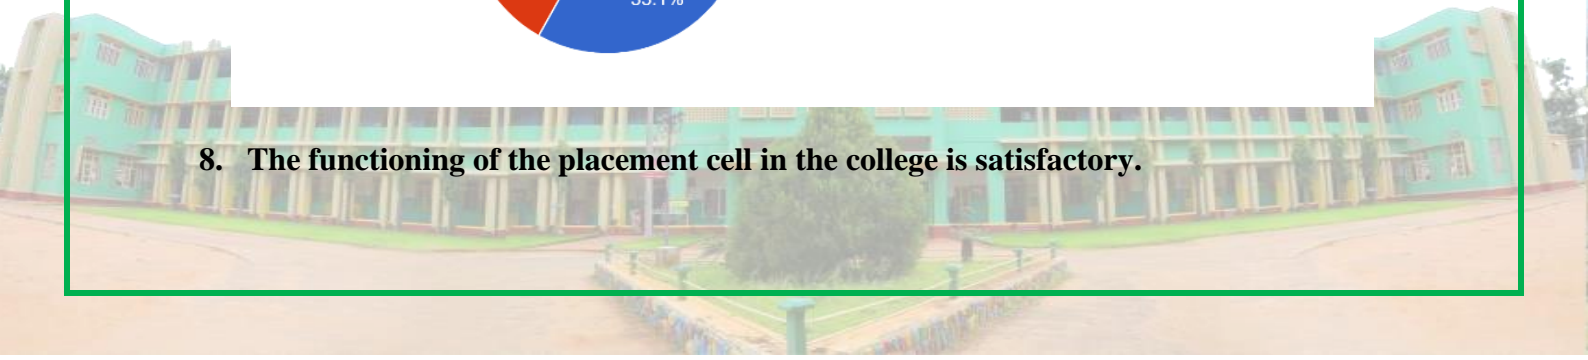 8. The functioning of the placement cell in the college is satisfactory.